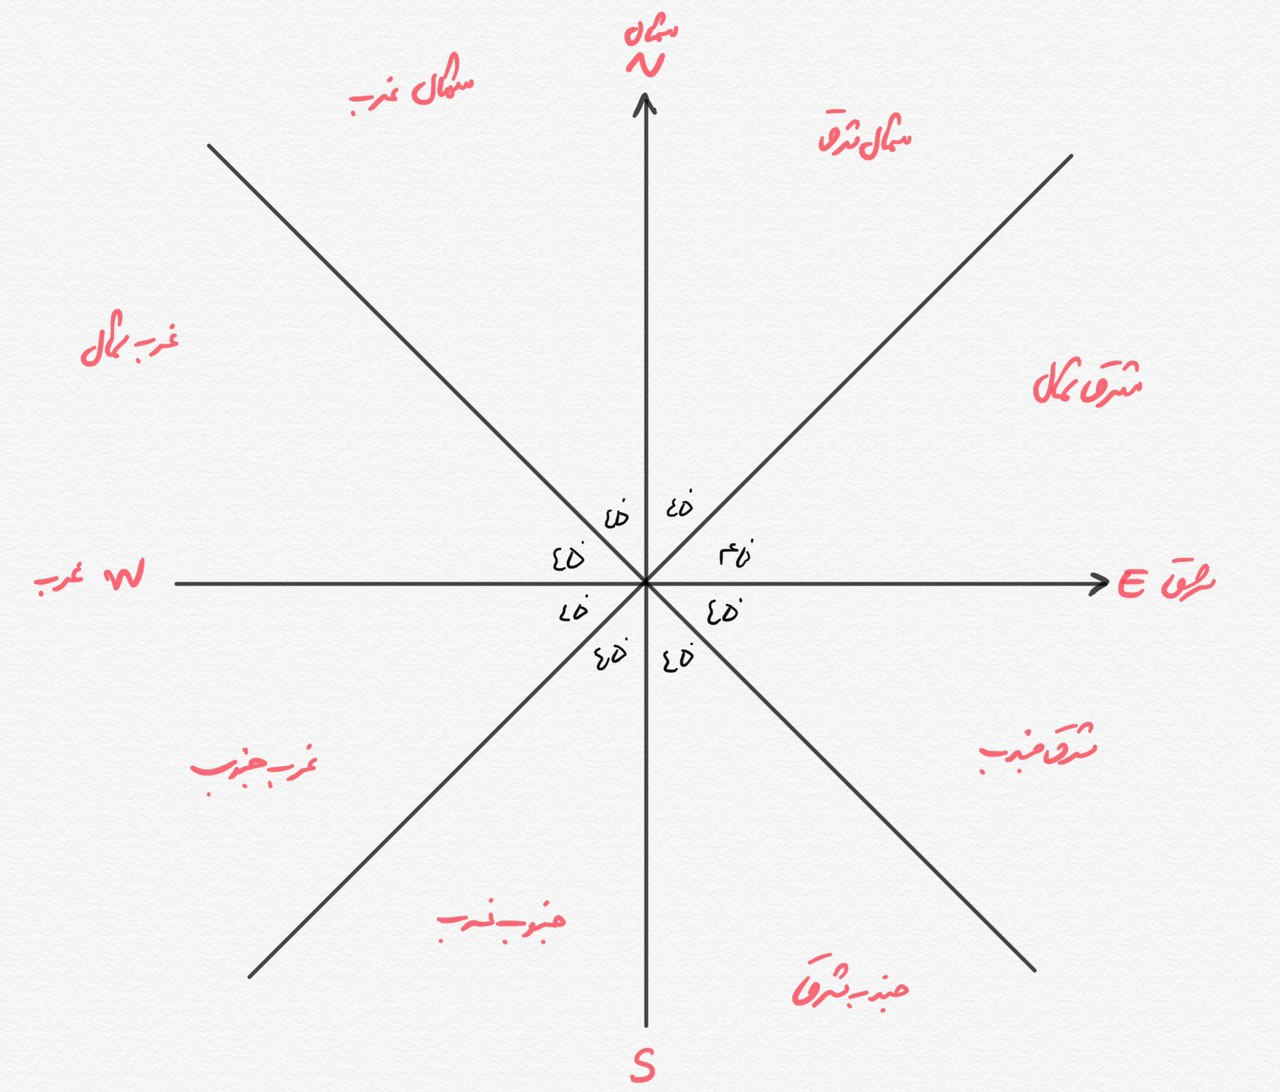 شمال
N
شمال غرب
شمال شرق
غرب شمال
شرق شمال
٤٥°
٤٥°
٤٥°
۴۵°
غرب W
E شرق
٤٥°
٤٥°
٤٥°
٤٥°
غرب جنوب
شرق جنوب
جنوب غرب
جنوب شرق
S